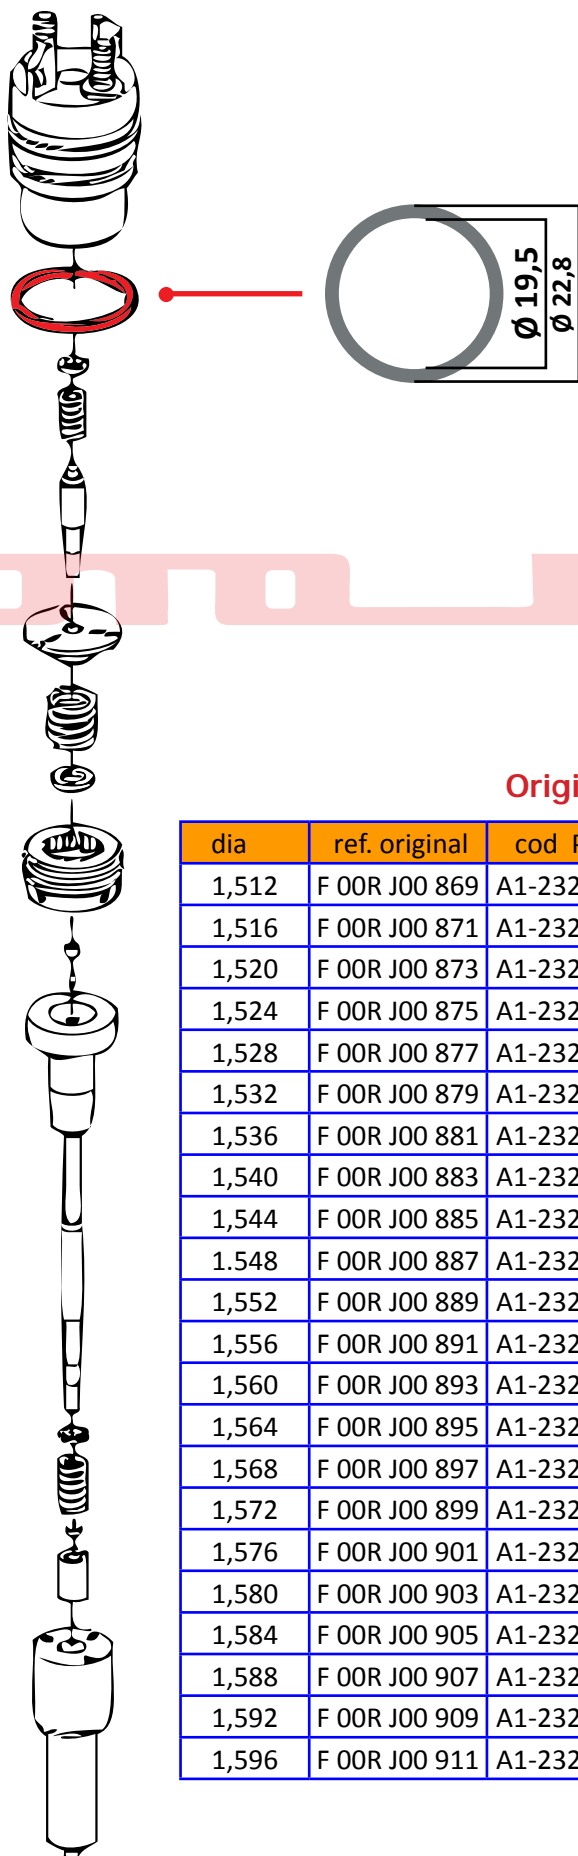 Ø 19,5
Ø 22,8
dia ref. original cod
1,512 F 00R J00 869 A1-232
1,516 F 00R J00 871 A1-232
1,520 F 00R J00 873 A1-232
1,524 F 00R J00 875 A1-232
1,528 F 00R J00 877 A1-232
1,532 F 00R J00 879 A1-232
1,536 F 00R J00 881 A1-232
1,540 F 00R J00 883 A1-232
1,544 F 00R J00 885 A1-232
1.548 F 00R J00 887 A1-232
1,552 F 00R J00 889 A1-232
1,556 F 00R J00 891 A1-232
1,560 F 00R J00 893 A1-232
1,564 F 00R J00 895 A1-232
1,568 F 00R J00 897 A1-232
1,572 F 00R J00 899 A1-232
1,576 F 00R J00 901 A1-232
1,580 F 00R J00 903 A1-232
1,584 F 00R J00 905 A1-232
1,588 F 00R J00 907 A1-232
1,592 F 00R J00 909 A1-232
1,596 F 00R J00 911 A1-232